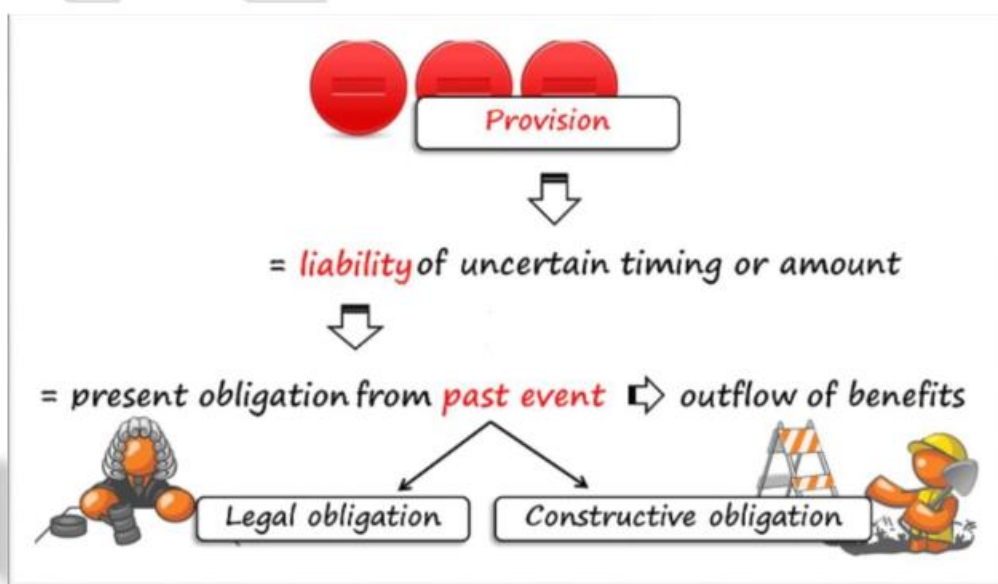 Provision
= liability of uncertain timing or amount
= present obligation from past event outflow of benefits
Legal obligation
Constructive obligation